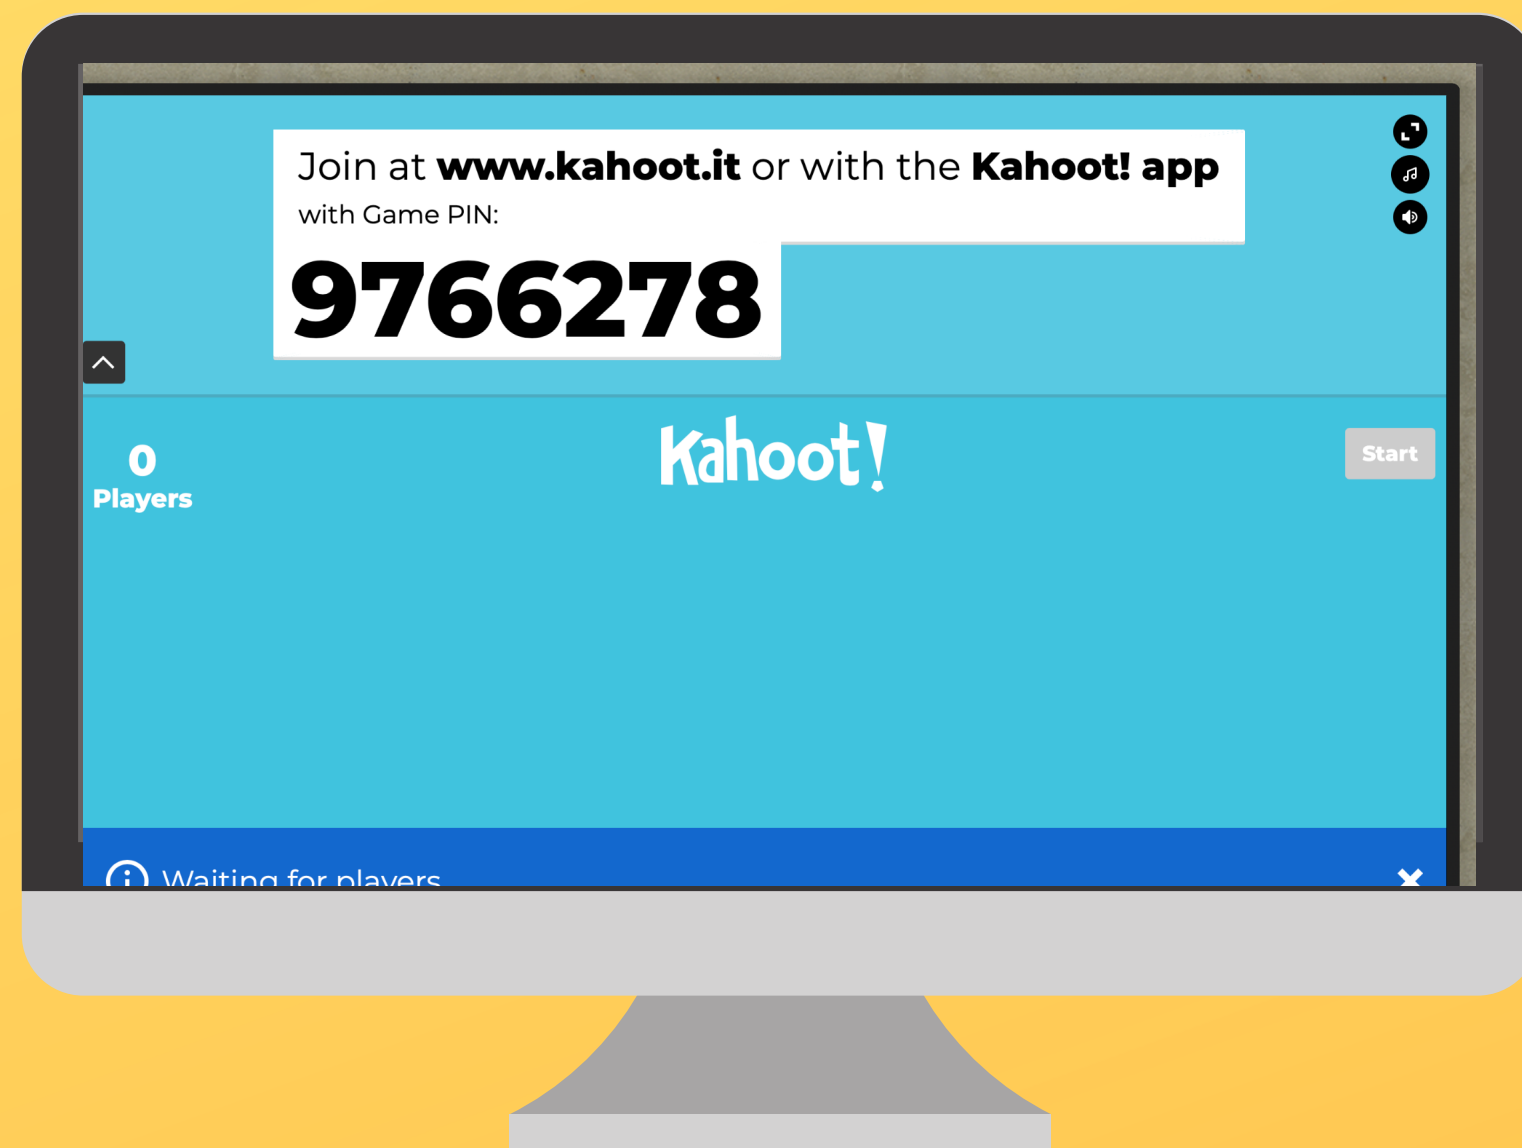 Join at www.kahoot.it or with the Kahoot! app
with Game PIN:
9766278
Kahoot!
0
Players
Start
Waiting for players